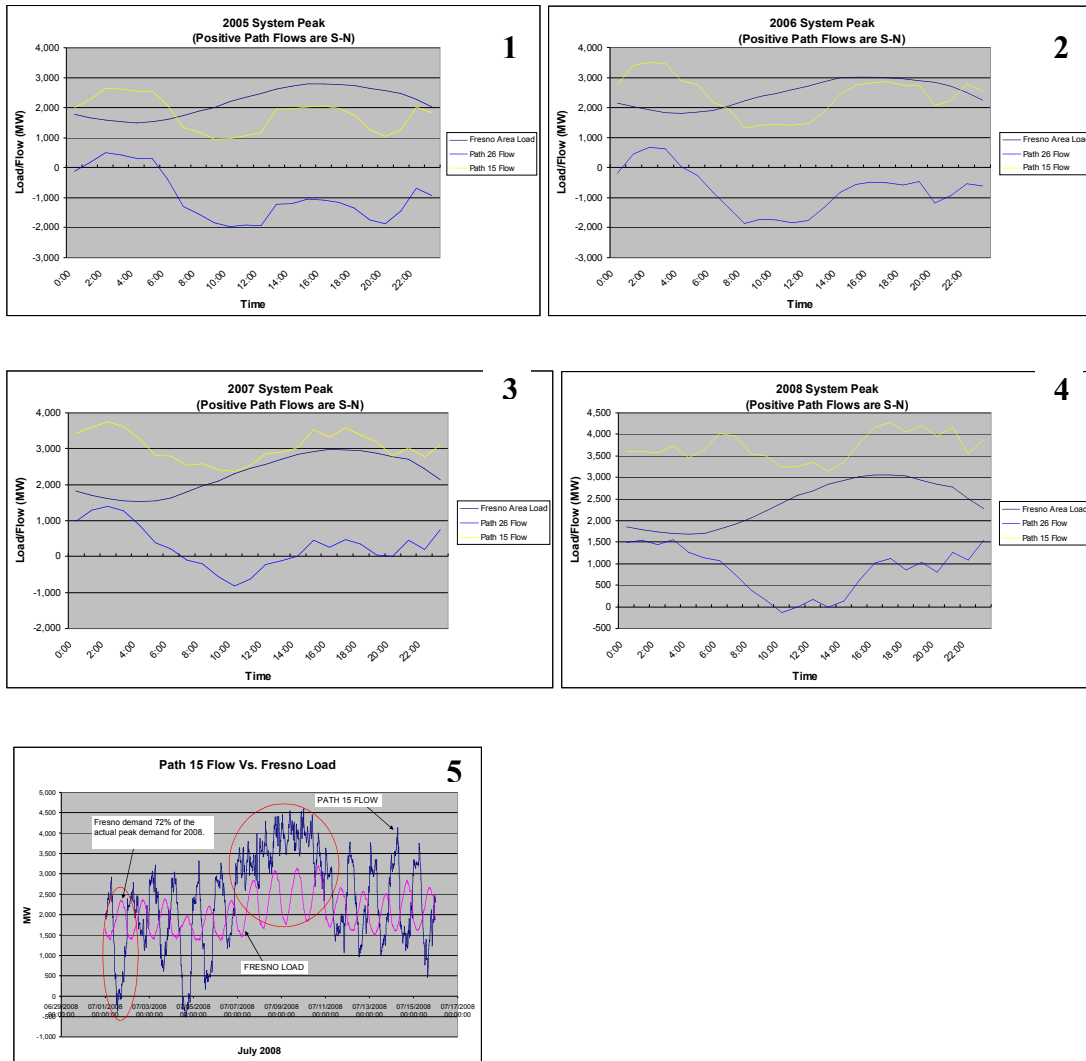 2005 System Peak
(Positive Path Flows are S-N)
1
4,000
3,000
2,000
1,000
0
-1,000
-2,000
-3,000
Load/Flow (MW)
0:00
2:00
4:00
6:00
8:00
10:00
12:00
14:00
16:00
18:00
20:00
22:00
Time
Fresno Area Load
Path 26 Flow
Path 15 Flow
2006 System Peak
(Positive Path Flows are S-N)
2
4,000
3,000
2,000
1,000
0
-1,000
-2,000
-3,000
Load/Flow (MW)
0:00
2:00
4:00
6:00
8:00
10:00
12:00
14:00
16:00
18:00
20:00
22:00
Time
Fresno Area Load
Path 26 Flow
Path 15 Flow
2007 System Peak
(Positive Path Flows are S-N)
3
4,000
3,000
2,000
1,000
0
-1,000
-2,000
Load/Flow (MW)
0:00
2:00
4:00
6:00
8:00
10:00
12:00
14:00
16:00
18:00
20:00
22:00
Time
Fresno Area Load
Path 26 Flow
Path 15 Flow
2008 System Peak
(Positive Path Flows are S-N)
4
4,500
4,000
3,500
3,000
2,500
2,000
1,500
1,000
500
0
-500
Load/Flow (MW)
0:00
2:00
4:00
6:00
8:00
10:00
12:00
14:00
16:00
18:00
20:00
22:00
Time
Fresno Area Load
Path 26 Flow
Path 15 Flow
Path 15 Flow Vs. Fresno Load
5
5,000
4,500
4,000
3,500
3,000
2,500
2,000
1,500
1,000
500
0
-500
-1,000
MW
Fresno demand 72% of the
actual peak demand for 2008.
PATH 15 FLOW
FRESNO LOAD
06/29/2008 07/01/2008 07/03/2008 07/05/2008 07/07/2008 07/09/2008 07/11/2008 07/13/2008 07/15/2008 07/17/2008
00:00:00 00:00:00 00:00:00 00:00:00 00:00:00 00:00:00 00:00:00 00:00:00 00:00:00 00:00:00
July 2008